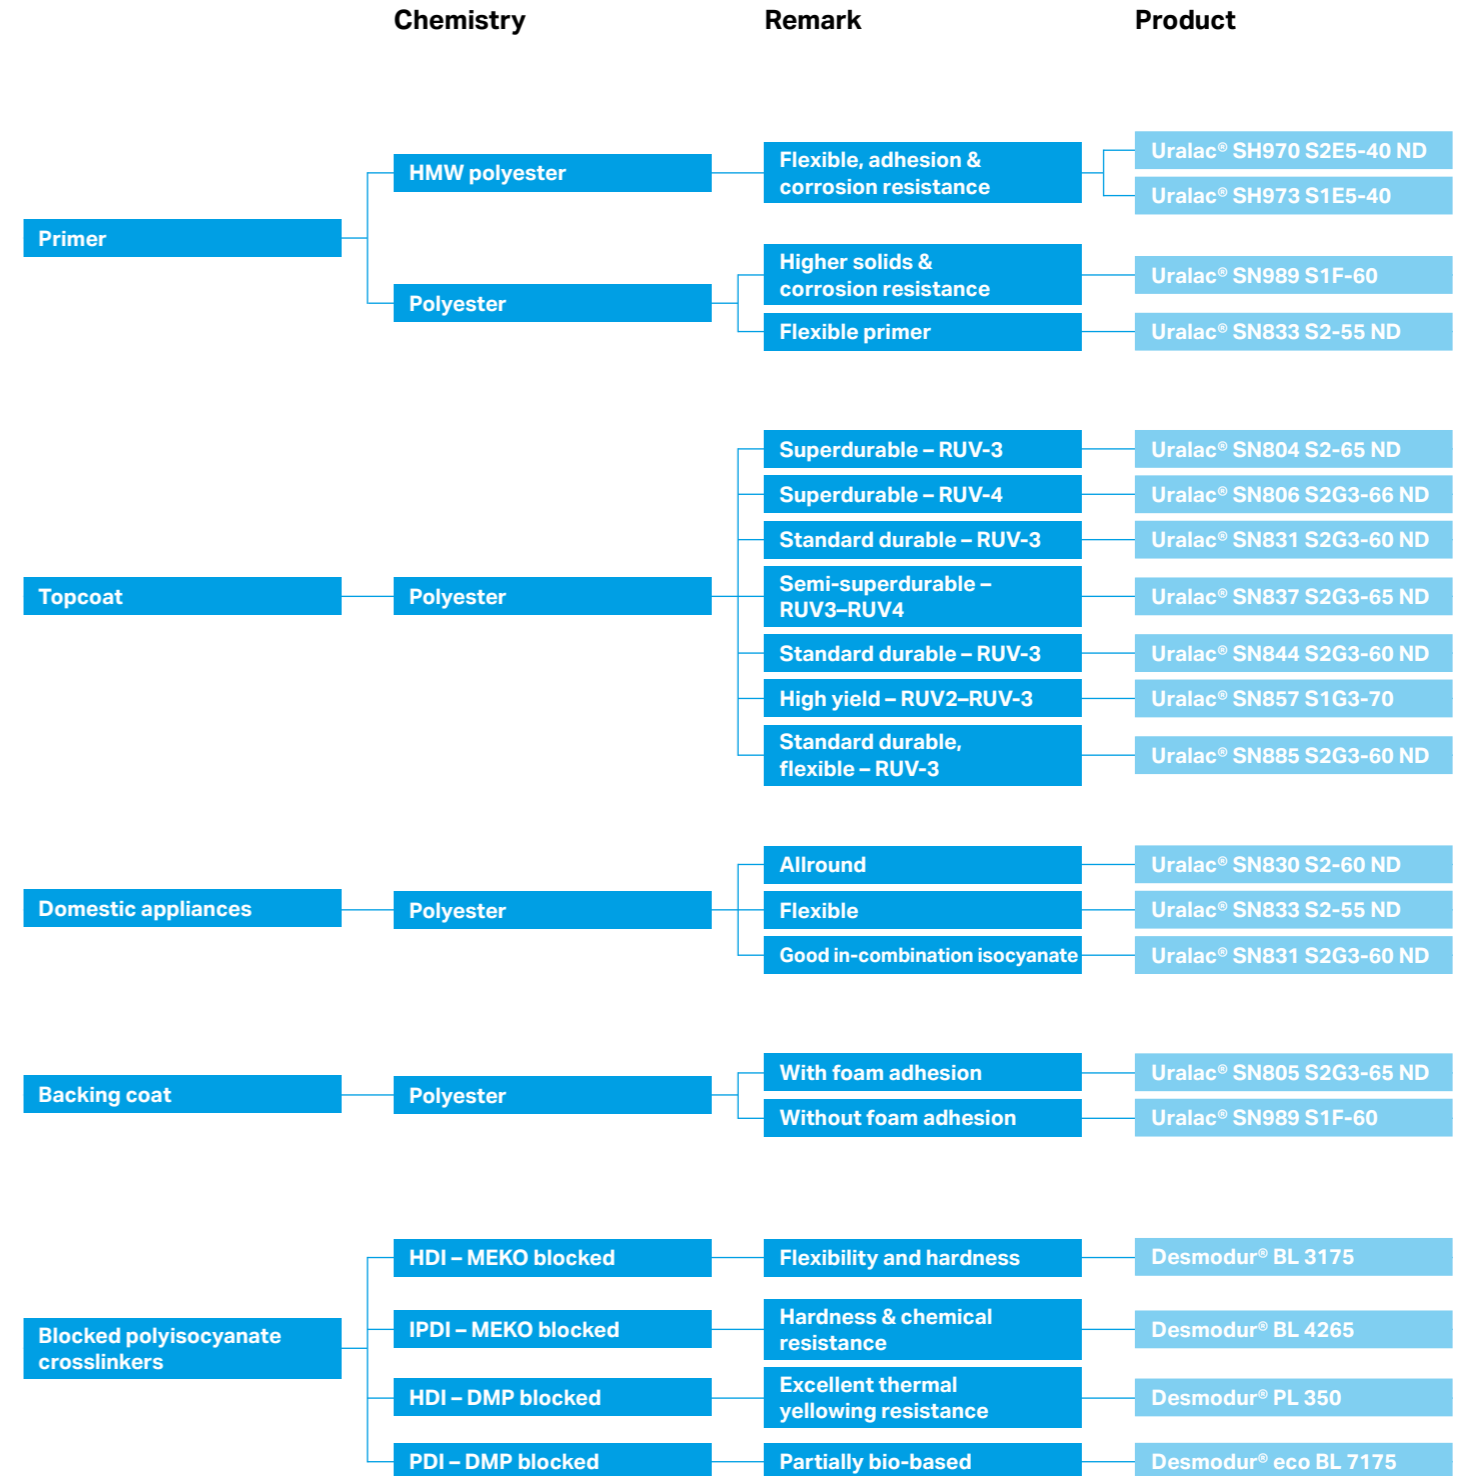 Chemistry
Remark
Product
Primer
HMW polyester
Flexible, adhesion &
corrosion resistance
Uralac® SH970 S2E5-40 ND
Uralac® SH973 S1E5-40
Polyester
Higher solids &
corrosion resistance
Uralac® SN989 S1F-60
Flexible primer
Uralac® SN833 S2-55 ND
Topcoat
Polyester
Superdurable – RUV-3
Uralac® SN804 S2-65 ND
Superdurable – RUV-4
Uralac® SN806 S2G3-66 ND
Standard durable – RUV-3
Uralac® SN831 S2G3-60 ND
Semi-superdurable –
RUV3–RUV4
Uralac® SN837 S2G3-65 ND
Standard durable – RUV-3
Uralac® SN844 S2G3-60 ND
High yield – RUV2–RUV-3
Uralac® SN857 S1G3-70
Standard durable,
flexible – RUV-3
Uralac® SN885 S2G3-60 ND
Domestic appliances
Polyester
Allround
Uralac® SN830 S2-60 ND
Flexible
Uralac® SN833 S2-55 ND
Good in-combination isocyanate
Uralac® SN831 S2G3-60 ND
Backing coat
Polyester
With foam adhesion
Uralac® SN805 S2G3-65 ND
Without foam adhesion
Uralac® SN989 S1F-60
Blocked polyisocyanate
crosslinkers
HDI – MEKO blocked
Flexibility and hardness
Desmodur® BL 3175
IPDI – MEKO blocked
Hardness & chemical
resistance
Desmodur® BL 4265
HDI – DMP blocked
Excellent thermal
yellowing resistance
Desmodur® PL 350
PDI – DMP blocked
Partially bio-based
Desmodur® eco BL 7175